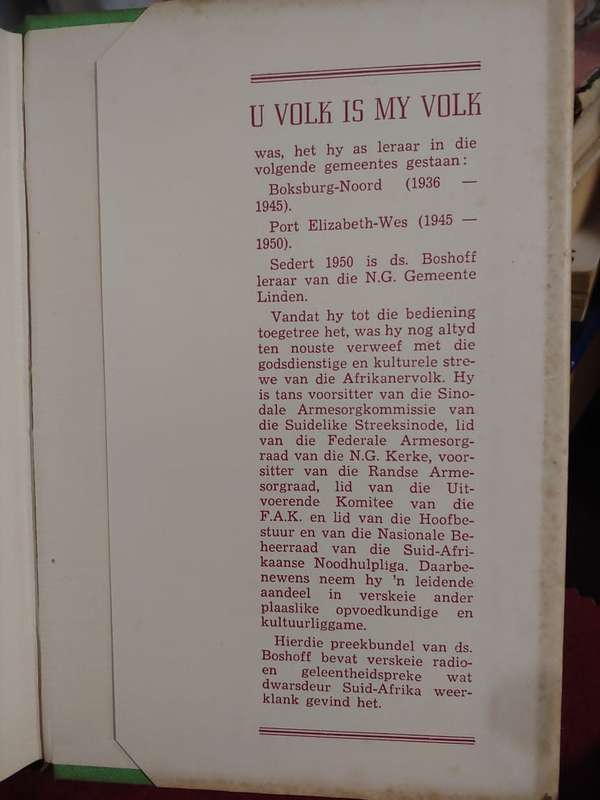 U VOLK IS MY VOLK
was, het hy as leraar in die
volgende gemeentes gestaan:
Boksburg-Noord (1936 —
1945).
Port Elizabeth-Wes (1945 —
1950).
Sedert 1950 is ds. Boshoff
leraar van die N.G. Gemeente
Linden.
Vandat hy tot die bediening
toegetree het, was hy nog altyd
ten nouste verweef met die
godsdienstige en kulturele stre-
we van die Afrikanervolk. Hy
is tans voorsitter van die Sino-
dale Armesorgkommissie van
die Suidelike Streeksinode, lid
van die Federale Armesorg-
raad van die N.G. Kerke, voor-
sitter van die Randse Arme-
sorgraad, lid van die Uit-
voerende Komitee van die
F.A.K. en lid van die Hoofbe-
stuur en van die Nasionale Be-
heerraad van die Suid-Afri-
kaanse Noodhulpliga. Daarbe-
newens neem hy 'n leidende
aandeel in verskeie ander
plaaslike opvoedkundige en
kultuurliggame.
Hierdie preekbundel van ds.
Boshoff bevat verskeie radio-
en geleentheidspreke wat
dwarsdeur Suid-Afrika weer-
klank gevind het.